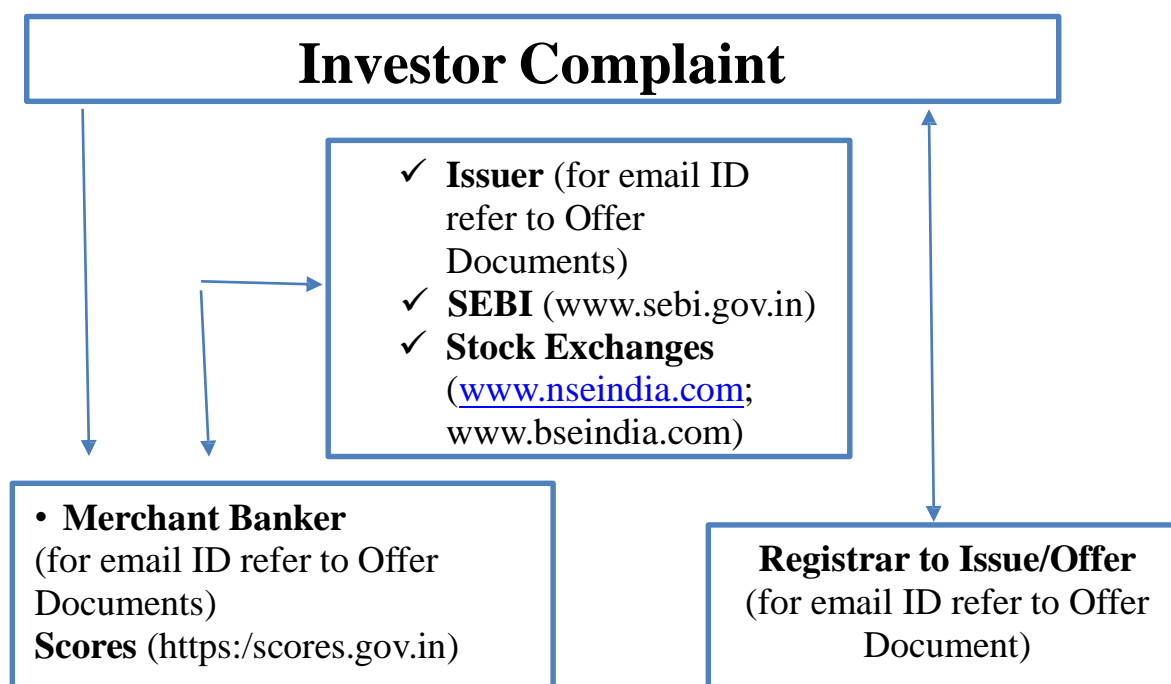 Investor Complaint
✓ Issuer (for email ID
refer to Offer
Documents)
✓ SEBI (www.sebi.gov.in)
✓ Stock Exchanges
(www.nseindia.com;
www.bseindia.com)
• Merchant Banker
(for email ID refer to Offer
Documents)
Scores (https:/scores.gov.in)
Registrar to Issue/Offer
(for email ID refer to Offer
Document)